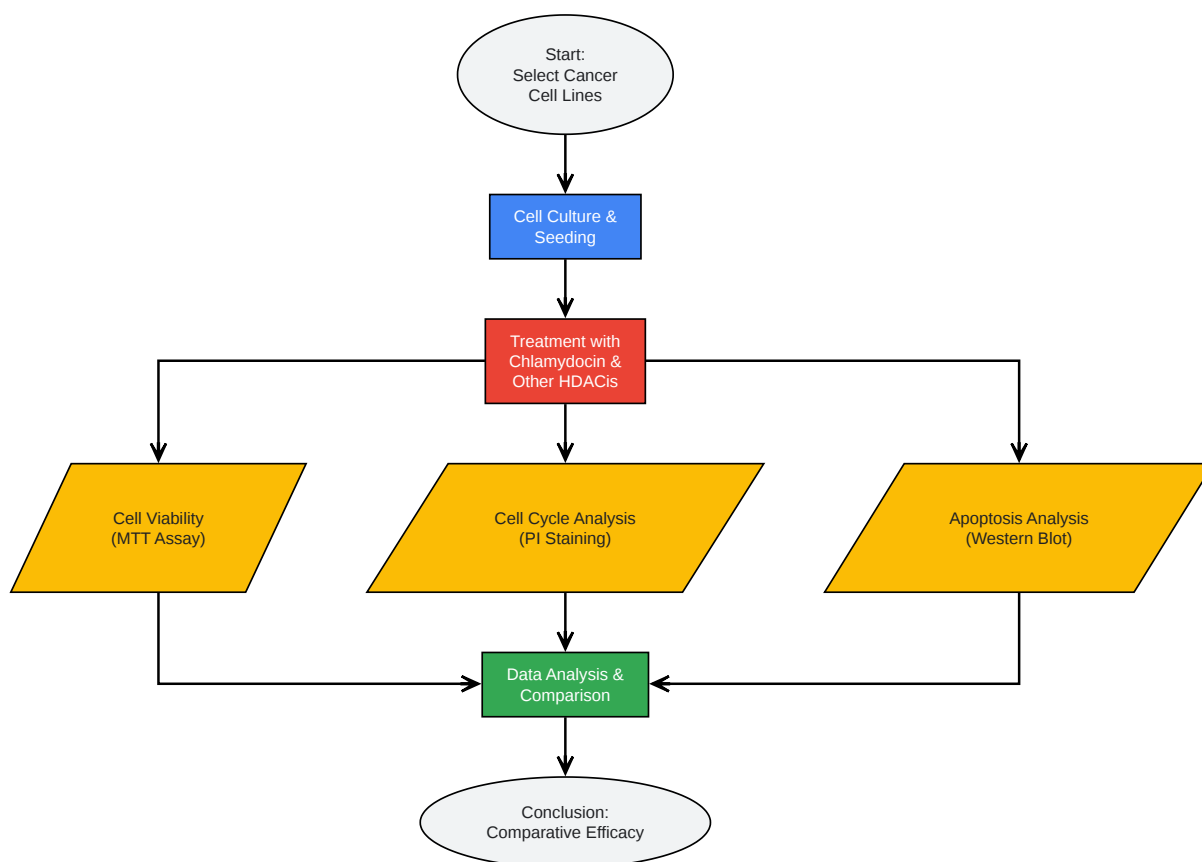 Start:
Select Cancer
Cell Lines
Cell Culture &
Seeding
Treatment with
Chlamydocin &
Other HDACis
Cell Viability
(MTT Assay)
Cell Cycle Analysis
(PI Staining)
Apoptosis Analysis
(Western Blot)
Data Analysis &
Comparison
Conclusion:
Comparative Efficacy